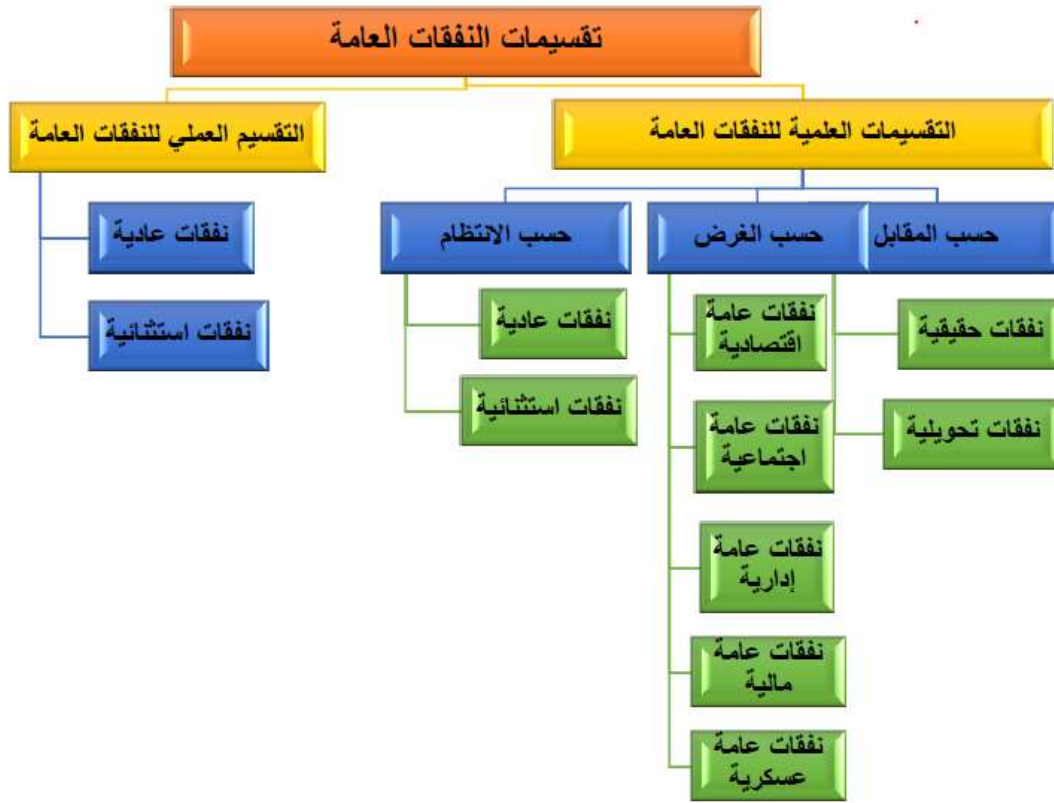 تقسيمات النفقات العامة
التقسيمات العلمية للنفقات العامة
التقسيم العملي للنفقات العامة
حسب المقابل
حسب الغرض
حسب الانتظام
نفقات عادية
نفقات استثنائية
نفقات حقيقية
نفقات تحويلية
نفقات عامة
اقتصادية
نفقات عامة
اجتماعية
نفقات عامة
إدارية
نفقات عامة
مالية
نفقات عامة
عسكرية
نفقات عادية
نفقات استثنائية